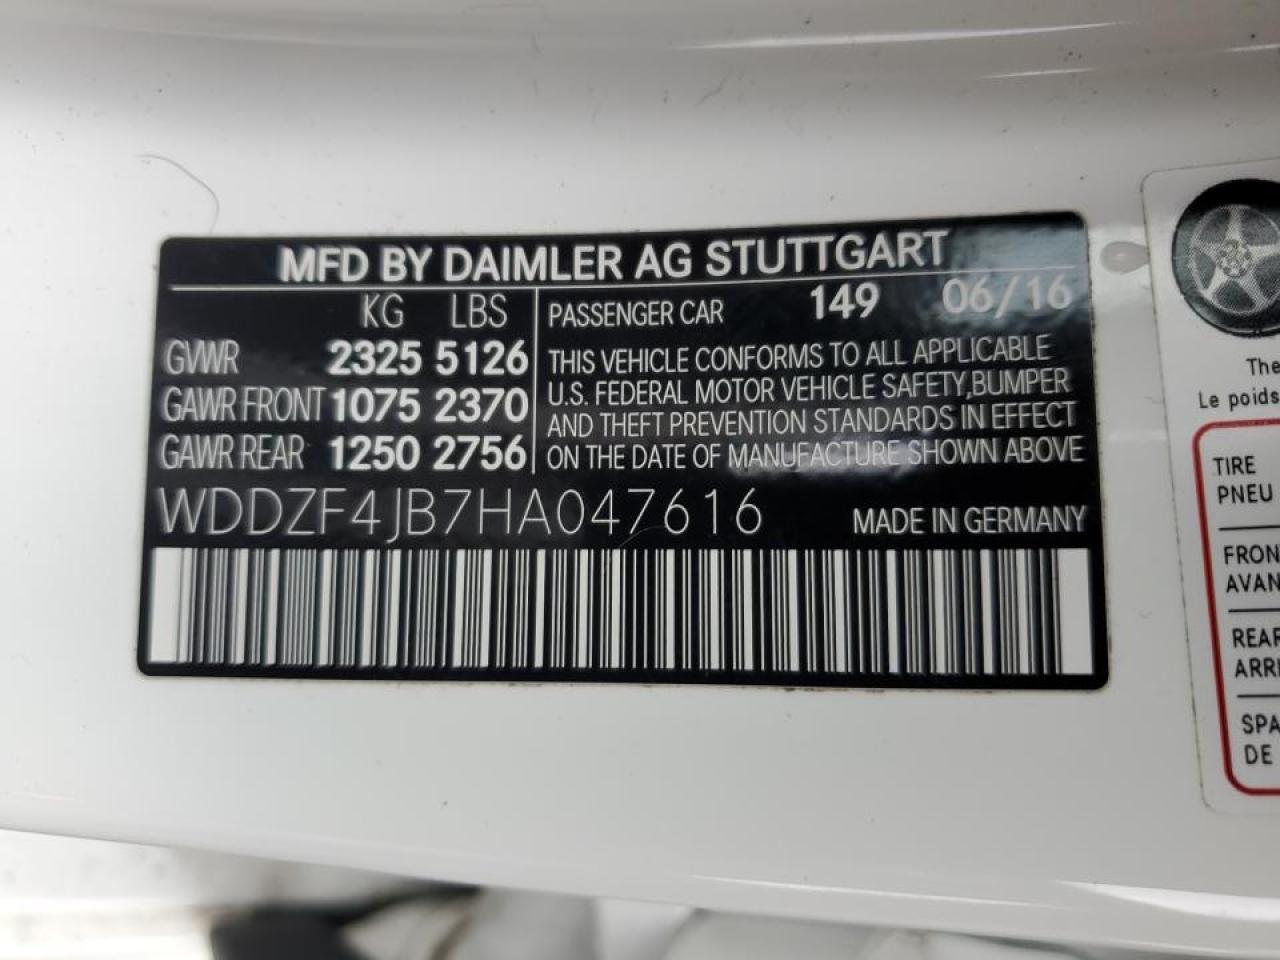 MFD BY DAIMLER AG STUTTGART
KG LBS
GVWR 2325 5126
GAWR FRONT 1075 2370
GAWR REAR 1250 2756
PASSENGER CAR 149 06/16
THIS VEHICLE CONFORMS TO ALL APPLICABLE
U.S. FEDERAL MOTOR VEHICLE SAFETY,BUMPER
AND THEFT PREVENTION STANDARDS IN EFFECT
ON THE DATE OF MANUFACTURE SHOWN ABOVE
WDDZF4JB7HA047616 MADE IN GERMANY
The
Le poids
TIRE
PNEU
FRON
AVAN
REAR
ARRI
SPA
DE